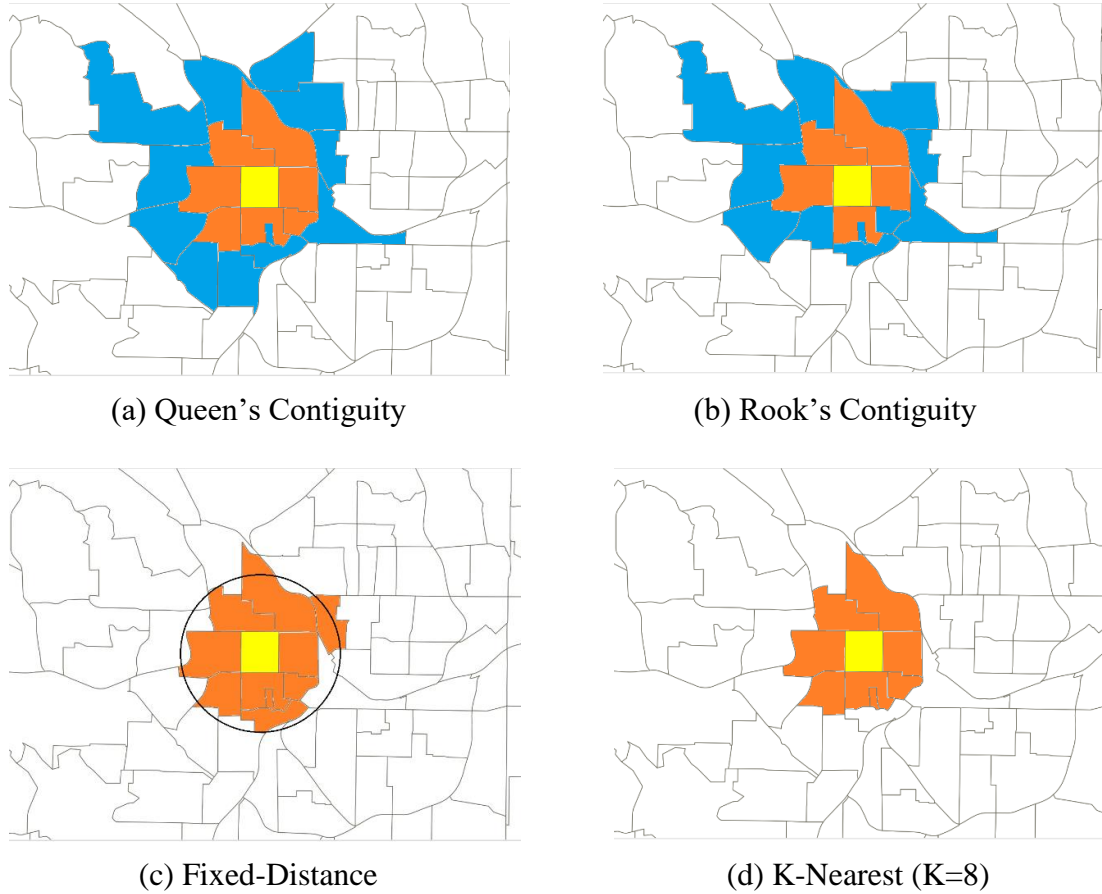 (a) Queen’s Contiguity
(b) Rook’s Contiguity
(c) Fixed-Distance
(d) K-Nearest (K=8)